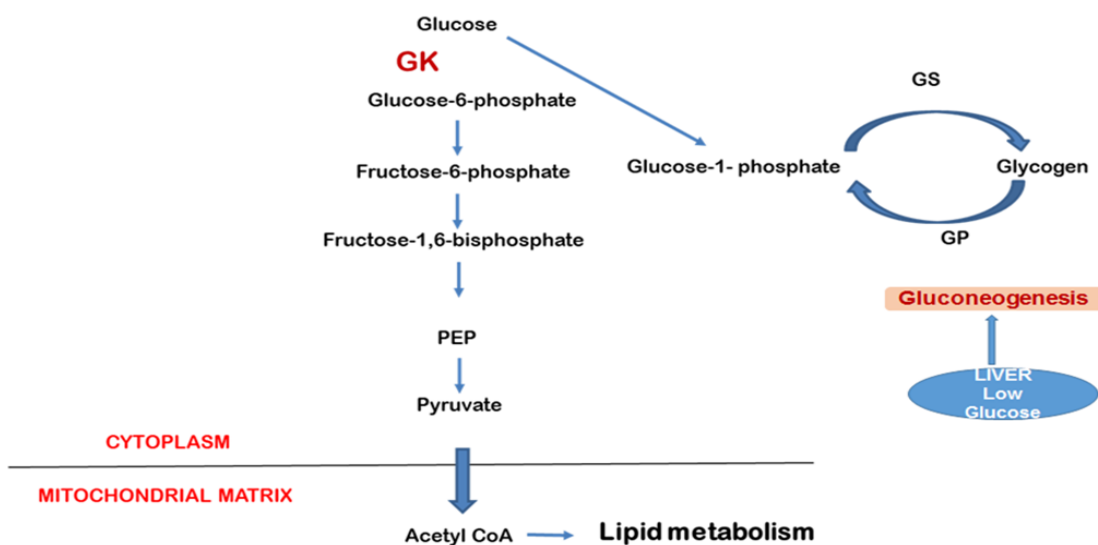 Glucose
GK
Glucose-6-phosphate
GS
Fructose-6-phosphate
Glucose-1- phosphate
Glycogen
Fructose-1,6-bisphosphate
GP
Gluconeogenesis
PEP
LIVER
Low
Glucose
Pyruvate
CYTOPLASM
MITOCHONDRIAL MATRIX
Acetyl CoA
Lipid metabolism